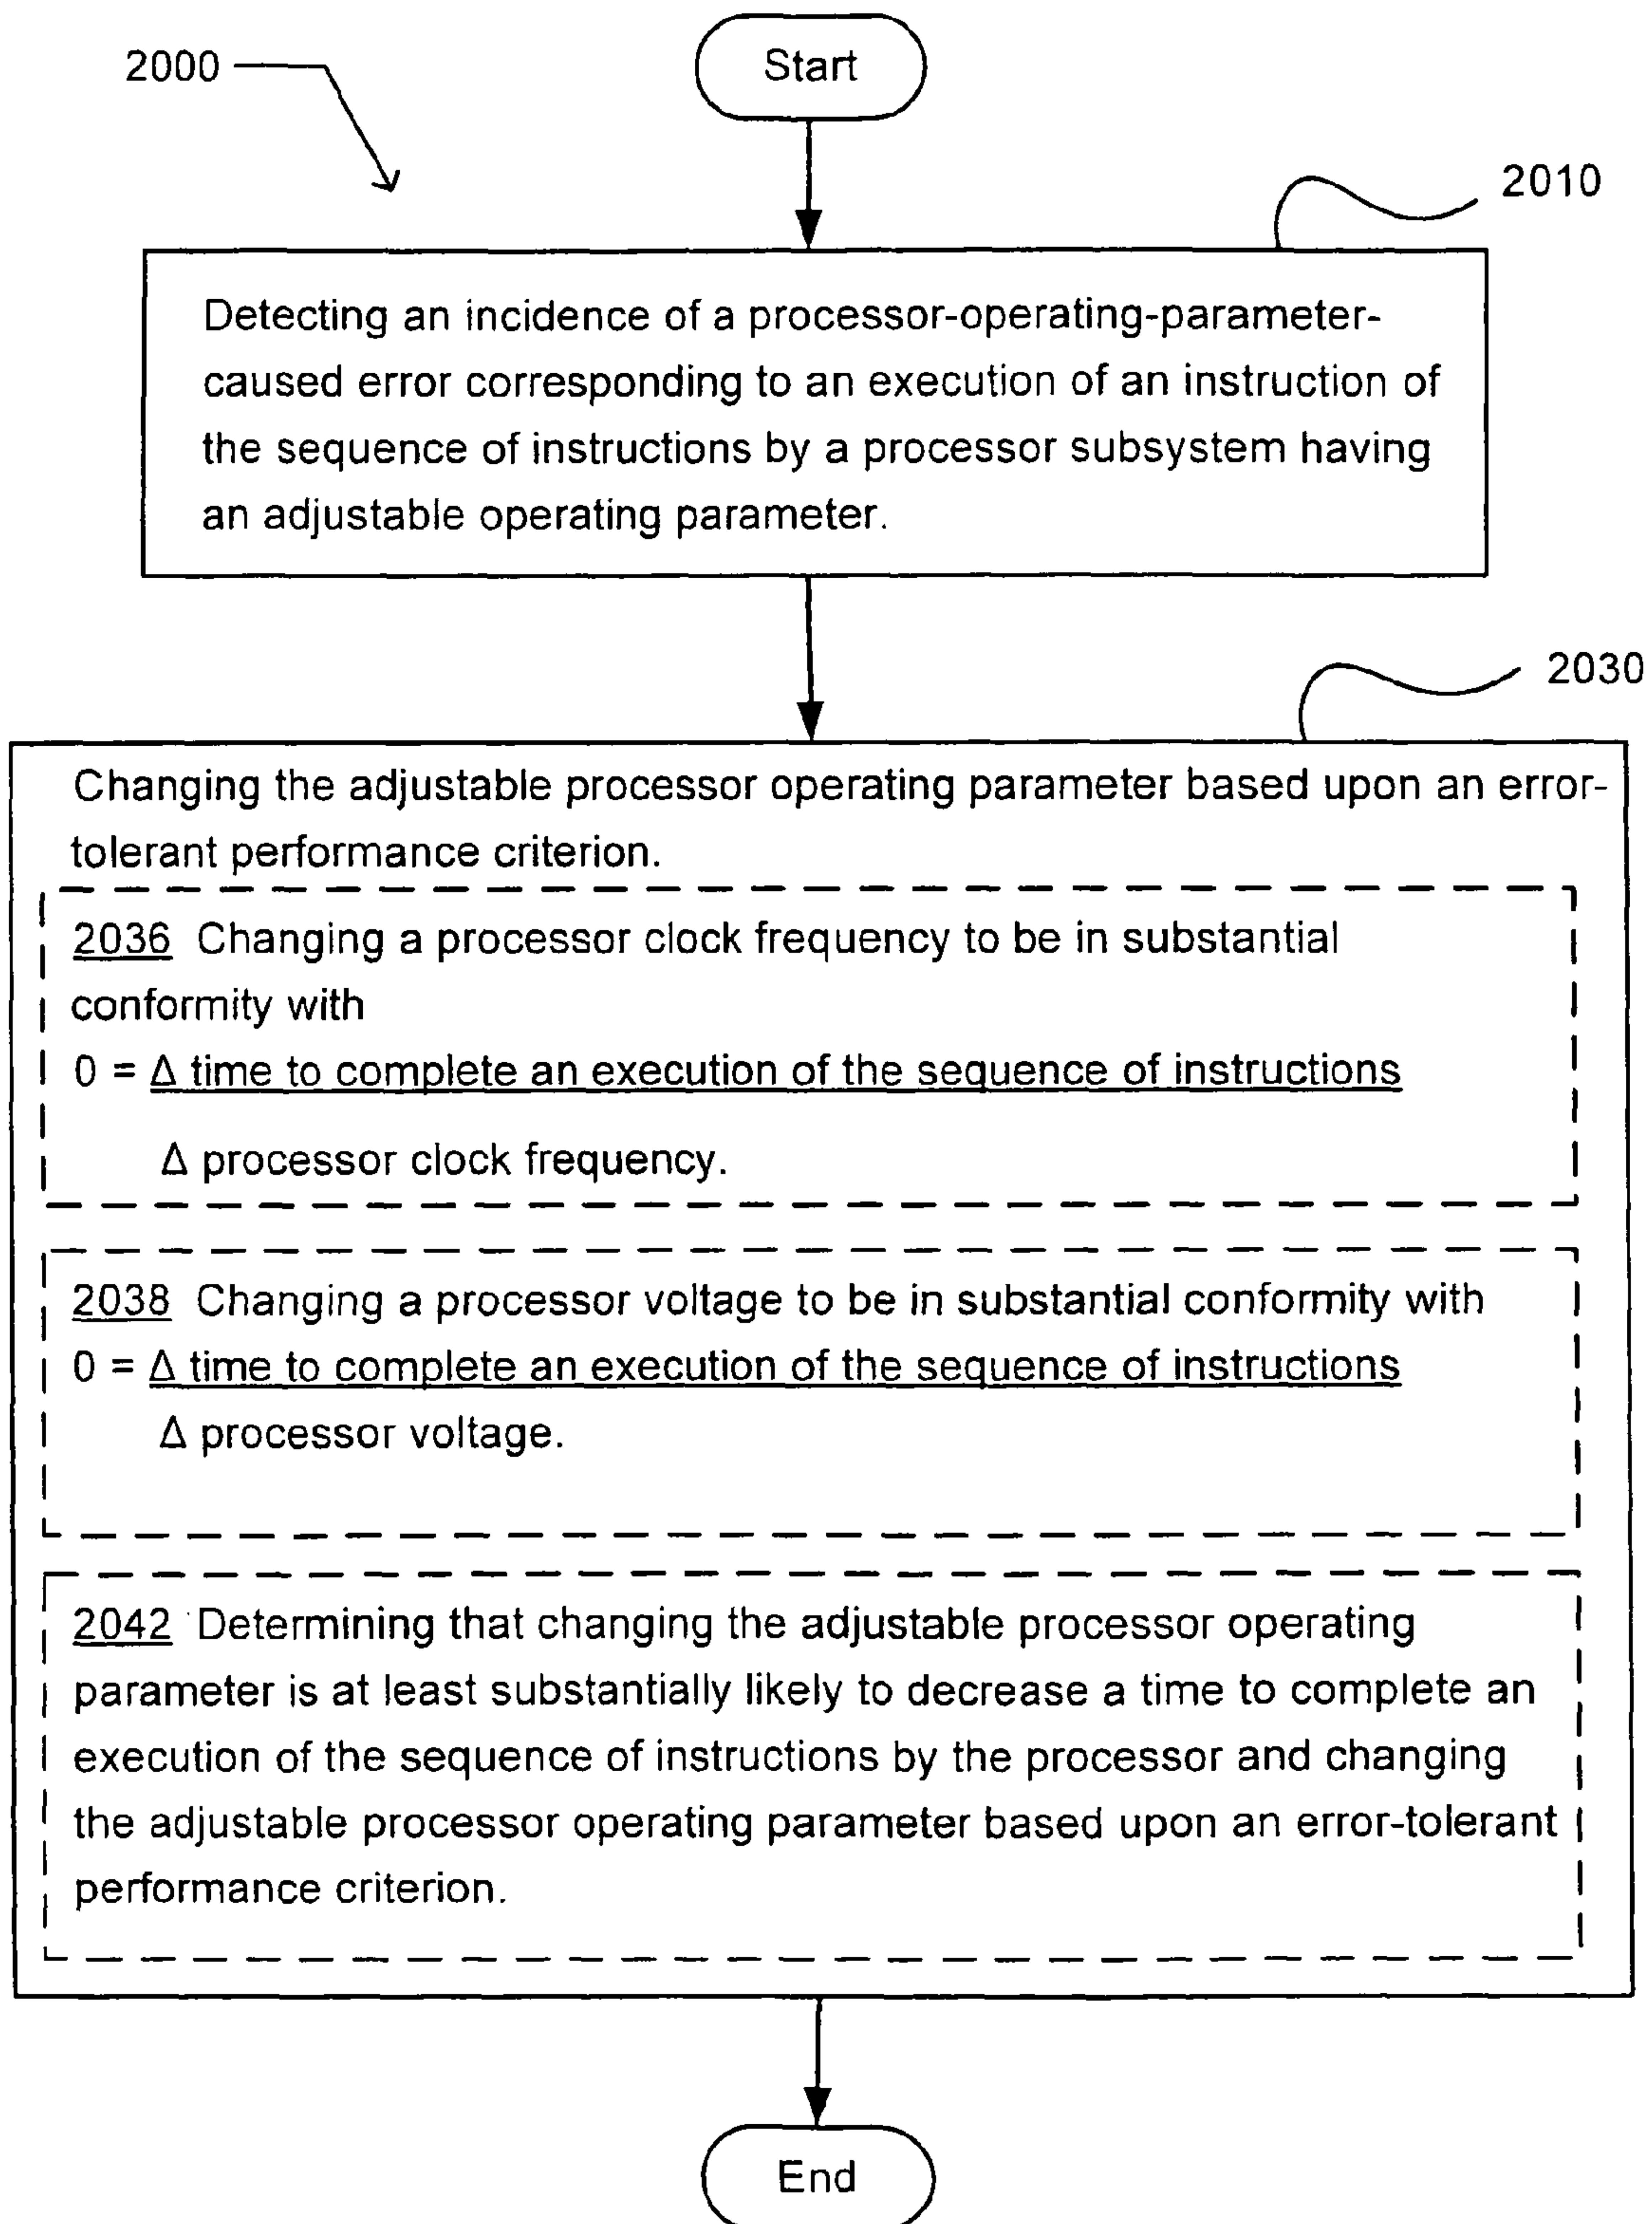 2000
Start
2010
Detecting an incidence of a processor-operating-parameter-
caused error corresponding to an execution of an instruction of
the sequence of instructions by a processor subsystem having
an adjustable operating parameter.
2030
Changing the adjustable processor operating parameter based upon an error-
tolerant performance criterion.
2036 Changing a processor clock frequency to be in substantial
conformity with
0 = Δ time to complete an execution of the sequence of instructions
Δ processor clock frequency.
2038 Changing a processor voltage to be in substantial conformity with
0 = Δ time to complete an execution of the sequence of instructions
Δ processor voltage.
2042 Determining that changing the adjustable processor operating
parameter is at least substantially likely to decrease a time to complete an
execution of the sequence of instructions by the processor and changing
the adjustable processor operating parameter based upon an error-tolerant
performance criterion.
End